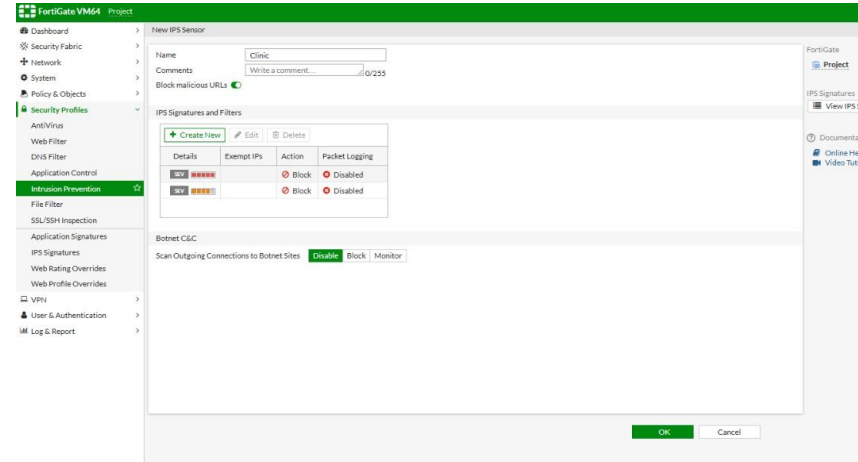 FortiGate VM64 Project
Dashboard
Security Fabric
Network
System
Policy & Objects
Security Profiles
AntiVirus
Web Filter
DNS Filter
Application Control
Intrusion Prevention
File Filter
SSL/SSH Inspection
Application Signatures
IPS Signatures
Web Rating Overrides
Web Profile Overrides
VPN
User & Authentication
Log & Report
New IPS Sensor
Name Clinic
Comments Write a comment... 0/255
Block malicious URLs
IPS Signatures and Filters
Create New Edit Delete
Details Exempt IPs Action Packet Logging
SEV Block Disabled
SEV Block Disabled
Botnet C&C
Scan Outgoing Connections to Botnet Sites Disable Block Monitor
OK Cancel
FortiGate
Project
IPS Signatures
View IPS S
Documenta
Online He
Video Tut